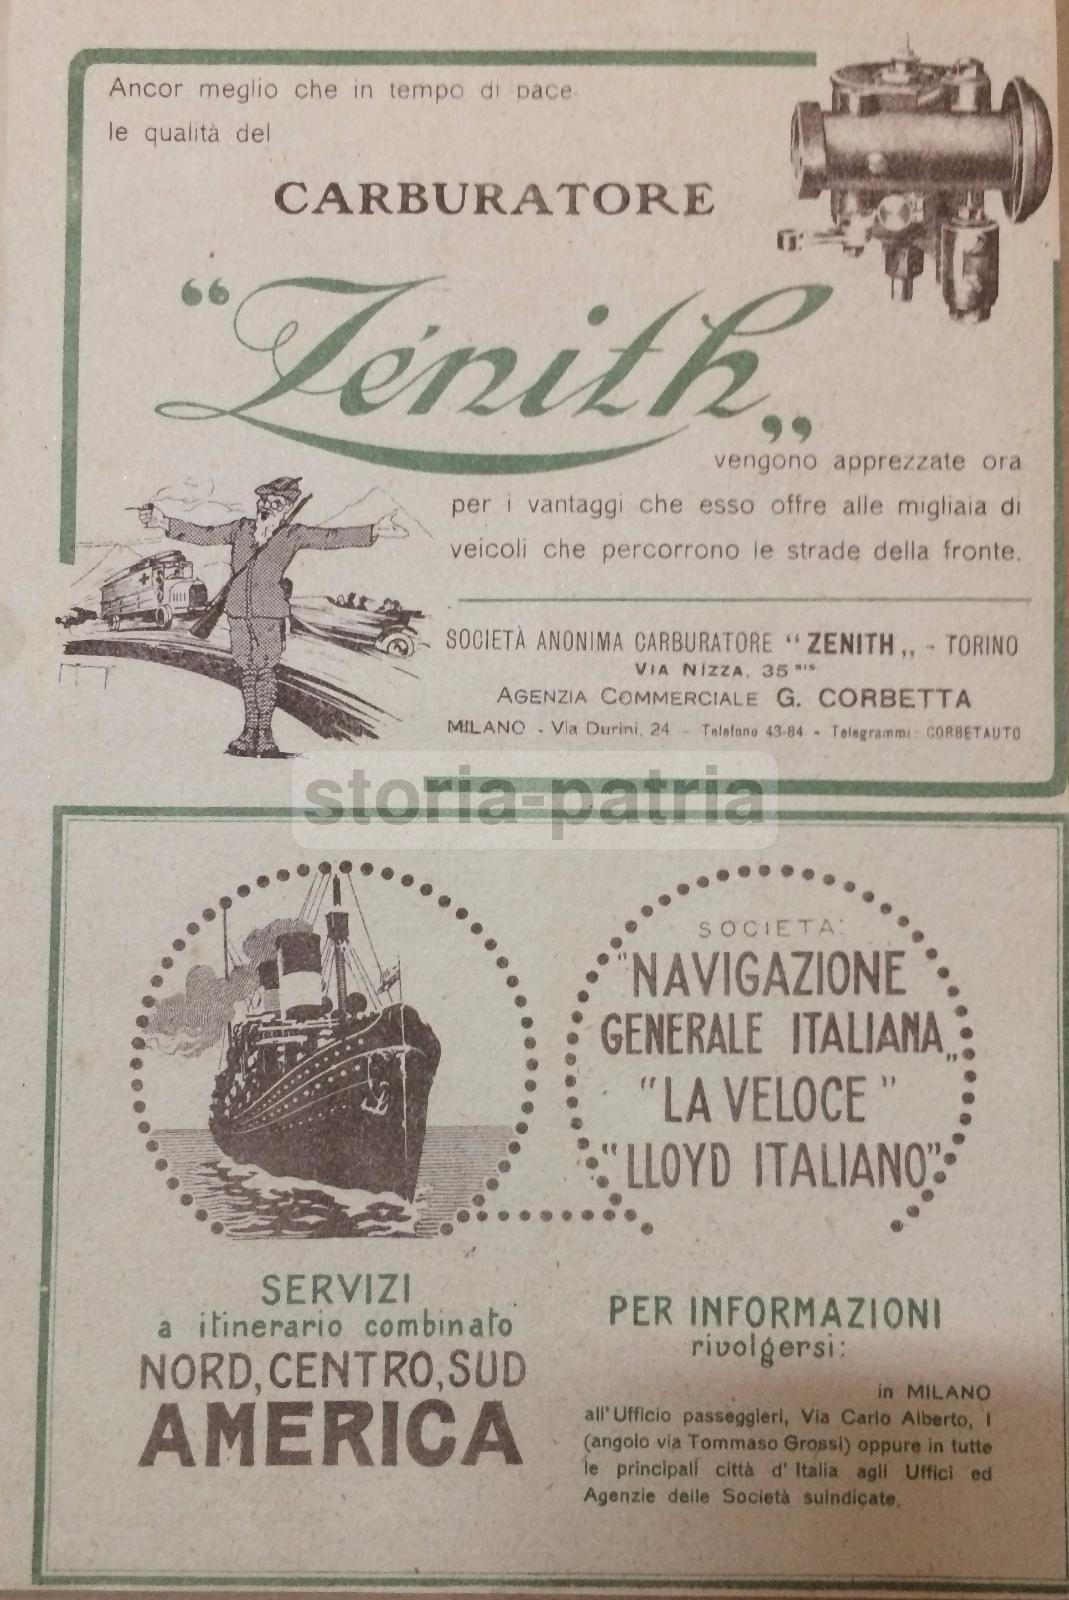 Ancor meglio che in tempo di pace
le qualità del
CARBURATORE
“Zénith„
vengono apprezzate ora
per i vantaggi che esso offre alle migliaia di
veicoli che percorrono le strade della fronte.
SOCIETÀ ANONIMA CARBURATORE “ZENITH„ - TORINO
VIA NIZZA, 35 BIS
AGENZIA COMMERCIALE G. CORBETTA
MILANO - Via Durini, 24 - Telefono 43-84 - Telegrammi: CORBETAUTO
storia-patria
SOCIETA:
“NAVIGAZIONE
GENERALE ITALIANA„
“LA VELOCE”
“LLOYD ITALIANO”
SERVIZI
a itinerario combinato
NORD, CENTRO, SUD
AMERICA
PER INFORMAZIONI
rivolgersi:
in MILANO
all'Ufficio passeggieri, Via Carlo Alberto, 1
(angolo via Tommaso Grossi) oppure in tutte
le principali città d'Italia agli Uffici ed
Agenzie delle Società suindicate.